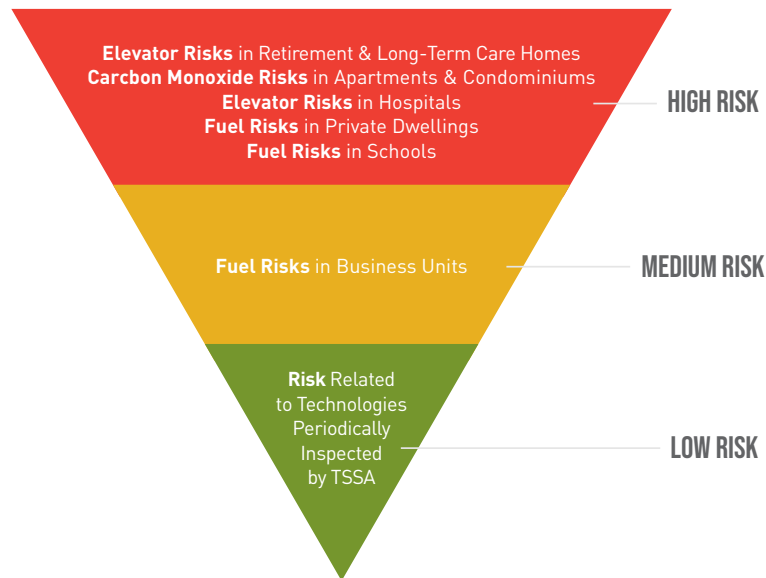 Elevator Risks in Retirement & Long-Term Care Homes
Carcbon Monoxide Risks in Apartments & Condominiums
Elevator Risks in Hospitals
Fuel Risks in Private Dwellings
Fuel Risks in Schools
HIGH RISK
Fuel Risks in Business Units
MEDIUM RISK
Risk Related
to Technologies
Periodically
Inspected
by TSSA
LOW RISK